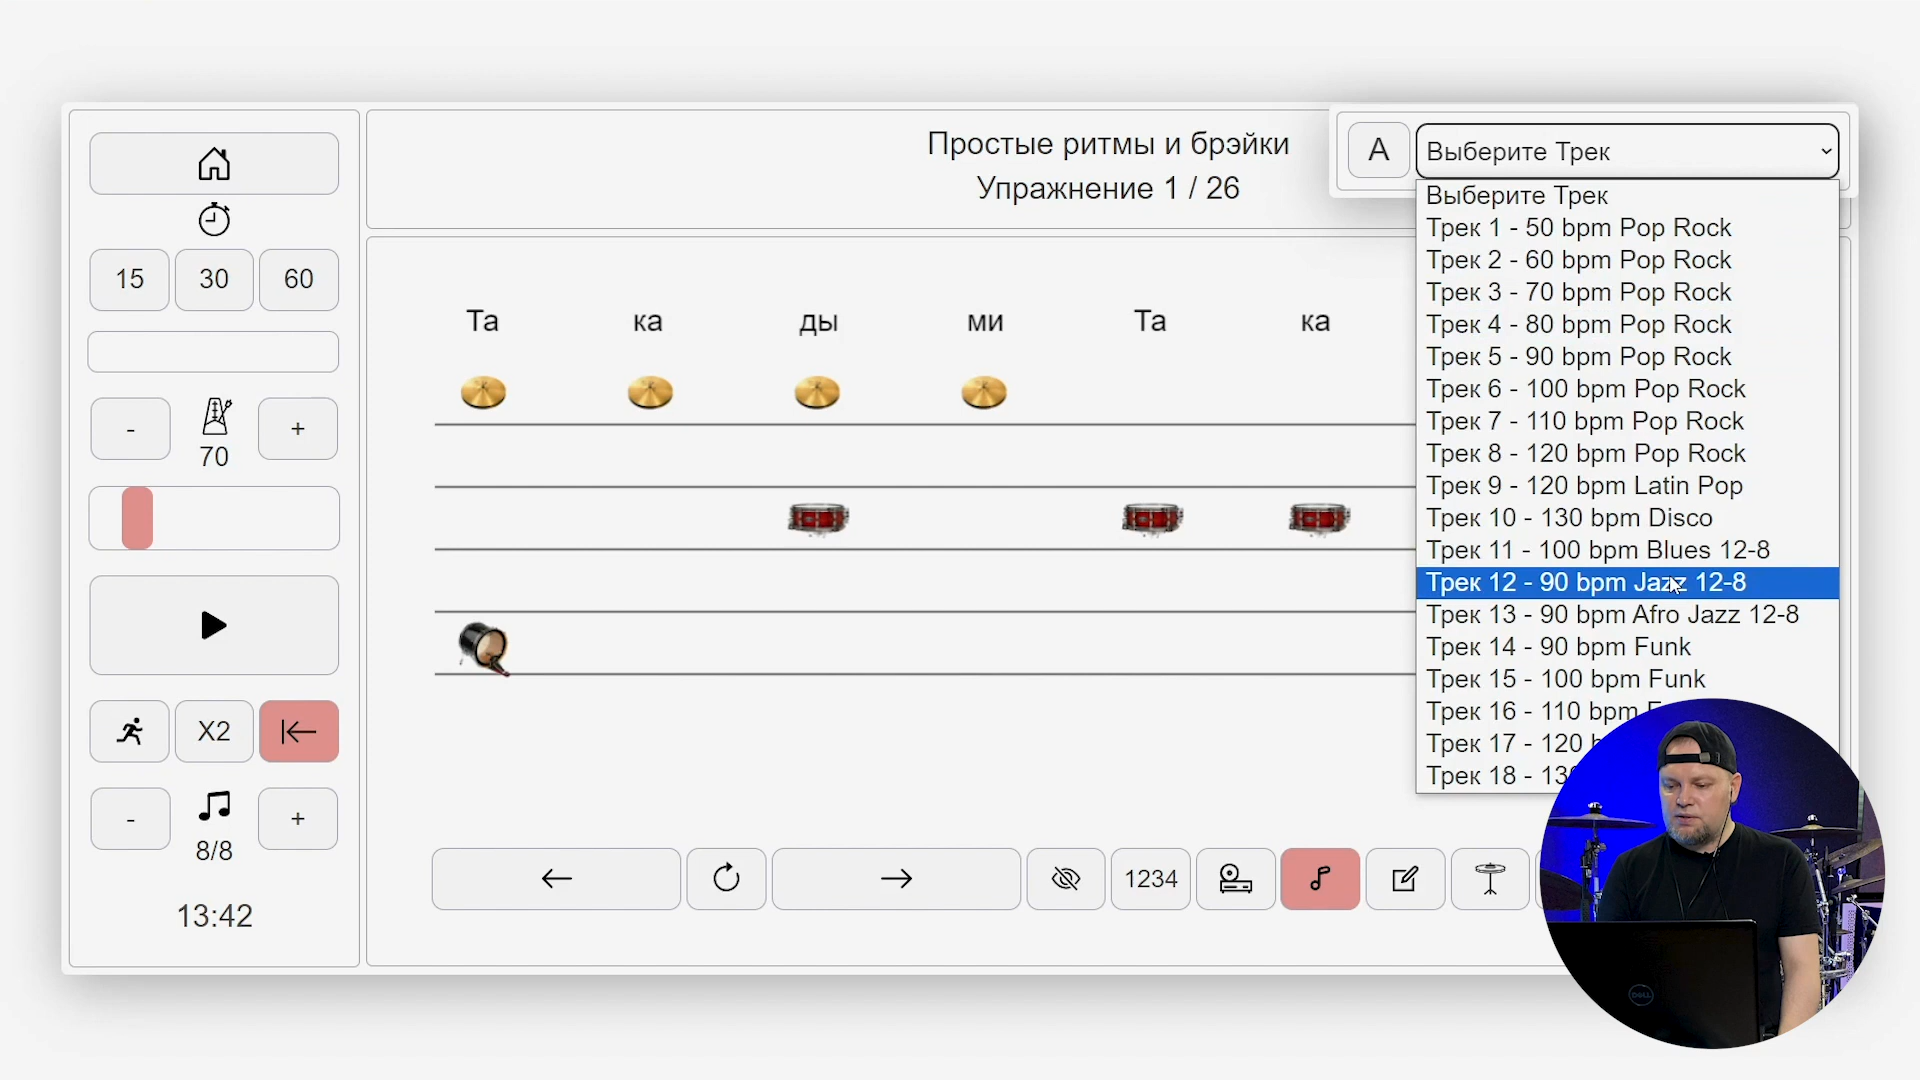 Простые ритмы и брэйки
Упражнение 1 / 26
A
Выберите Трек
Выберите Трек
Трек 1 - 50 bpm Pop Rock
Трек 2 - 60 bpm Pop Rock
Трек 3 - 70 bpm Pop Rock
Трек 4 - 80 bpm Pop Rock
Трек 5 - 90 bpm Pop Rock
Трек 6 - 100 bpm Pop Rock
Трек 7 - 110 bpm Pop Rock
Трек 8 - 120 bpm Pop Rock
Трек 9 - 120 bpm Latin Pop
Трек 10 - 130 bpm Disco
Трек 11 - 100 bpm Blues 12-8
Трек 12 - 90 bpm Jazz 12-8
Трек 13 - 90 bpm Afro Jazz 12-8
Трек 14 - 90 bpm Funk
Трек 15 - 100 bpm Funk
Трек 16 - 110 bpm
Трек 17 - 120
Трек 18 -
15 30 60
- 70 +
X2
- 8/8 +
13:42
Та ка ды ми Та ка
1234
DELL